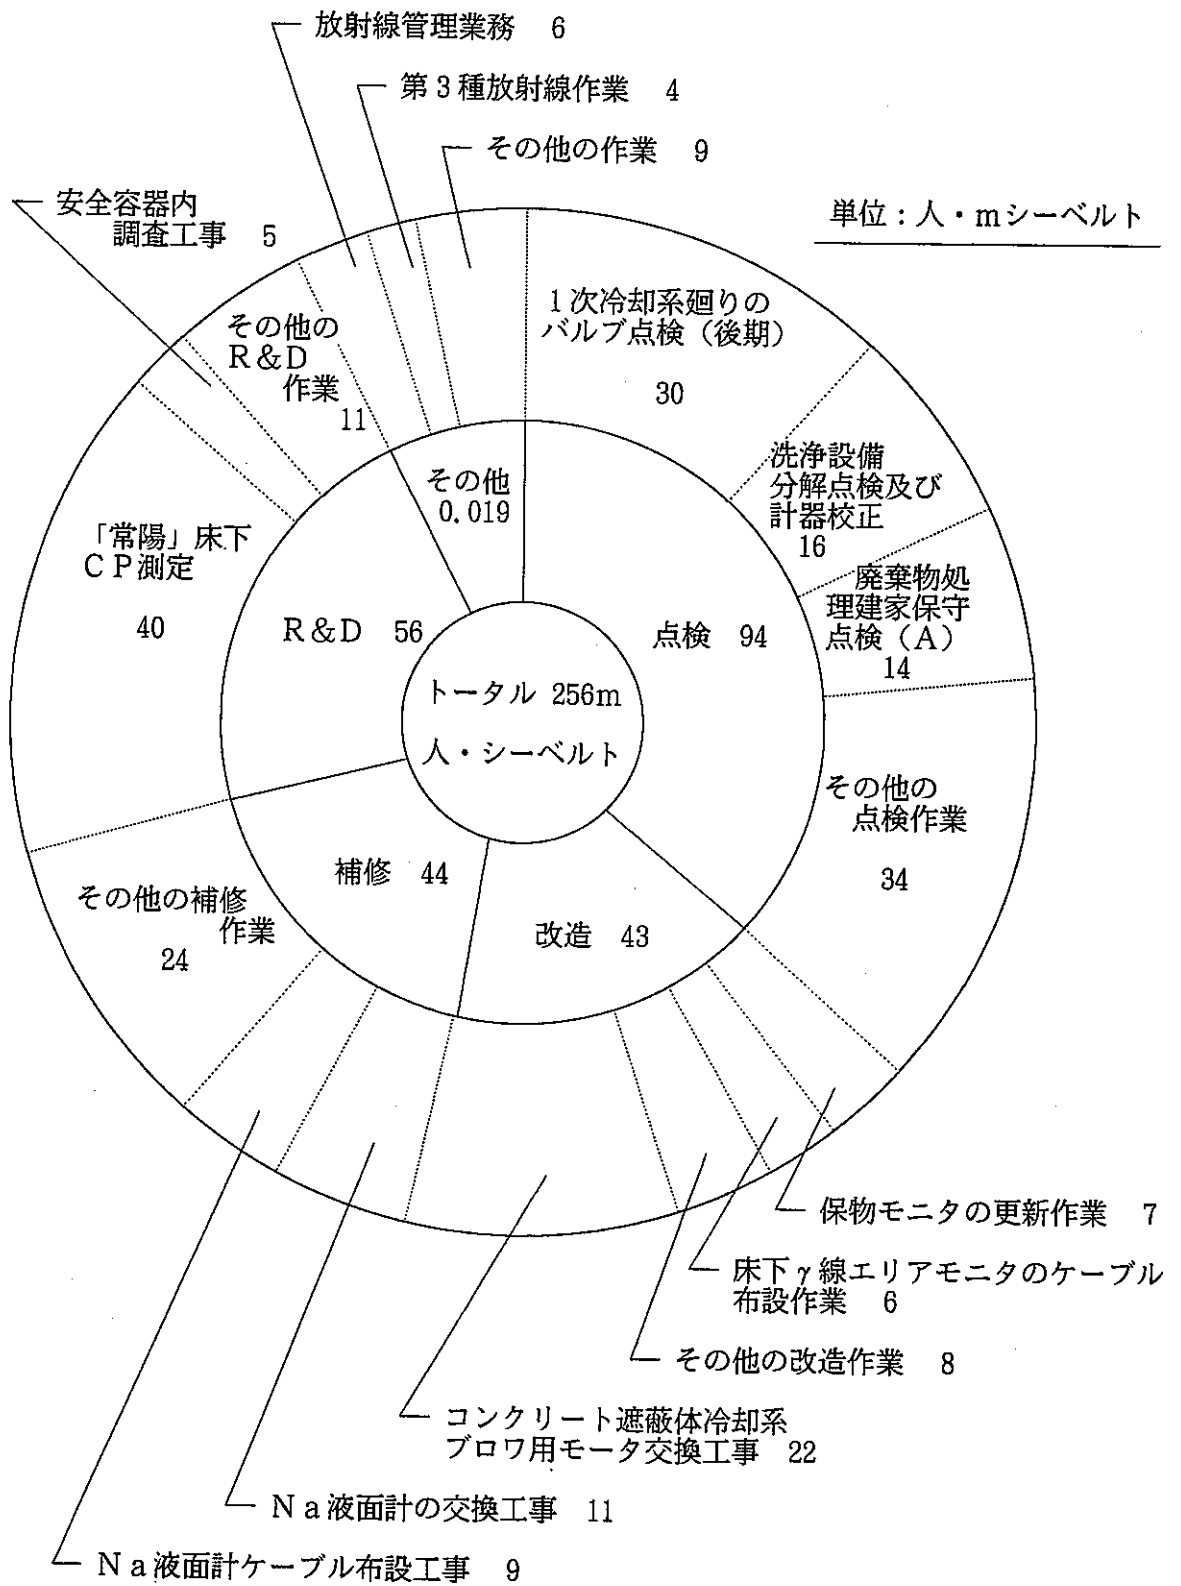 放射線管理業務 6
第3種放射線作業 4
その他の作業 9
単位：人・mシーベルト
安全容器内
調査工事 5
その他の
R＆D
作業
11
1次冷却系廻りの
バルブ点検（後期）
30
洗浄設備
分解点検及び
計器校正
16
廃棄物処
理建家保守
点検（A）
14
「常陽」床下
CP測定
40
その他
0.019
R＆D 56
点検 94
トータル 256m
人・シーベルト
その他の
点検作業
34
補修 44
改造 43
その他の補修
作業
24
保物モニタの更新作業 7
床下γ線エリアモニタのケーブル
布設作業 6
その他の改造作業 8
コンクリート遮蔽体冷却系
ブロワ用モータ交換工事 22
Na液面計の交換工事 11
Na液面計ケーブル布設工事 9